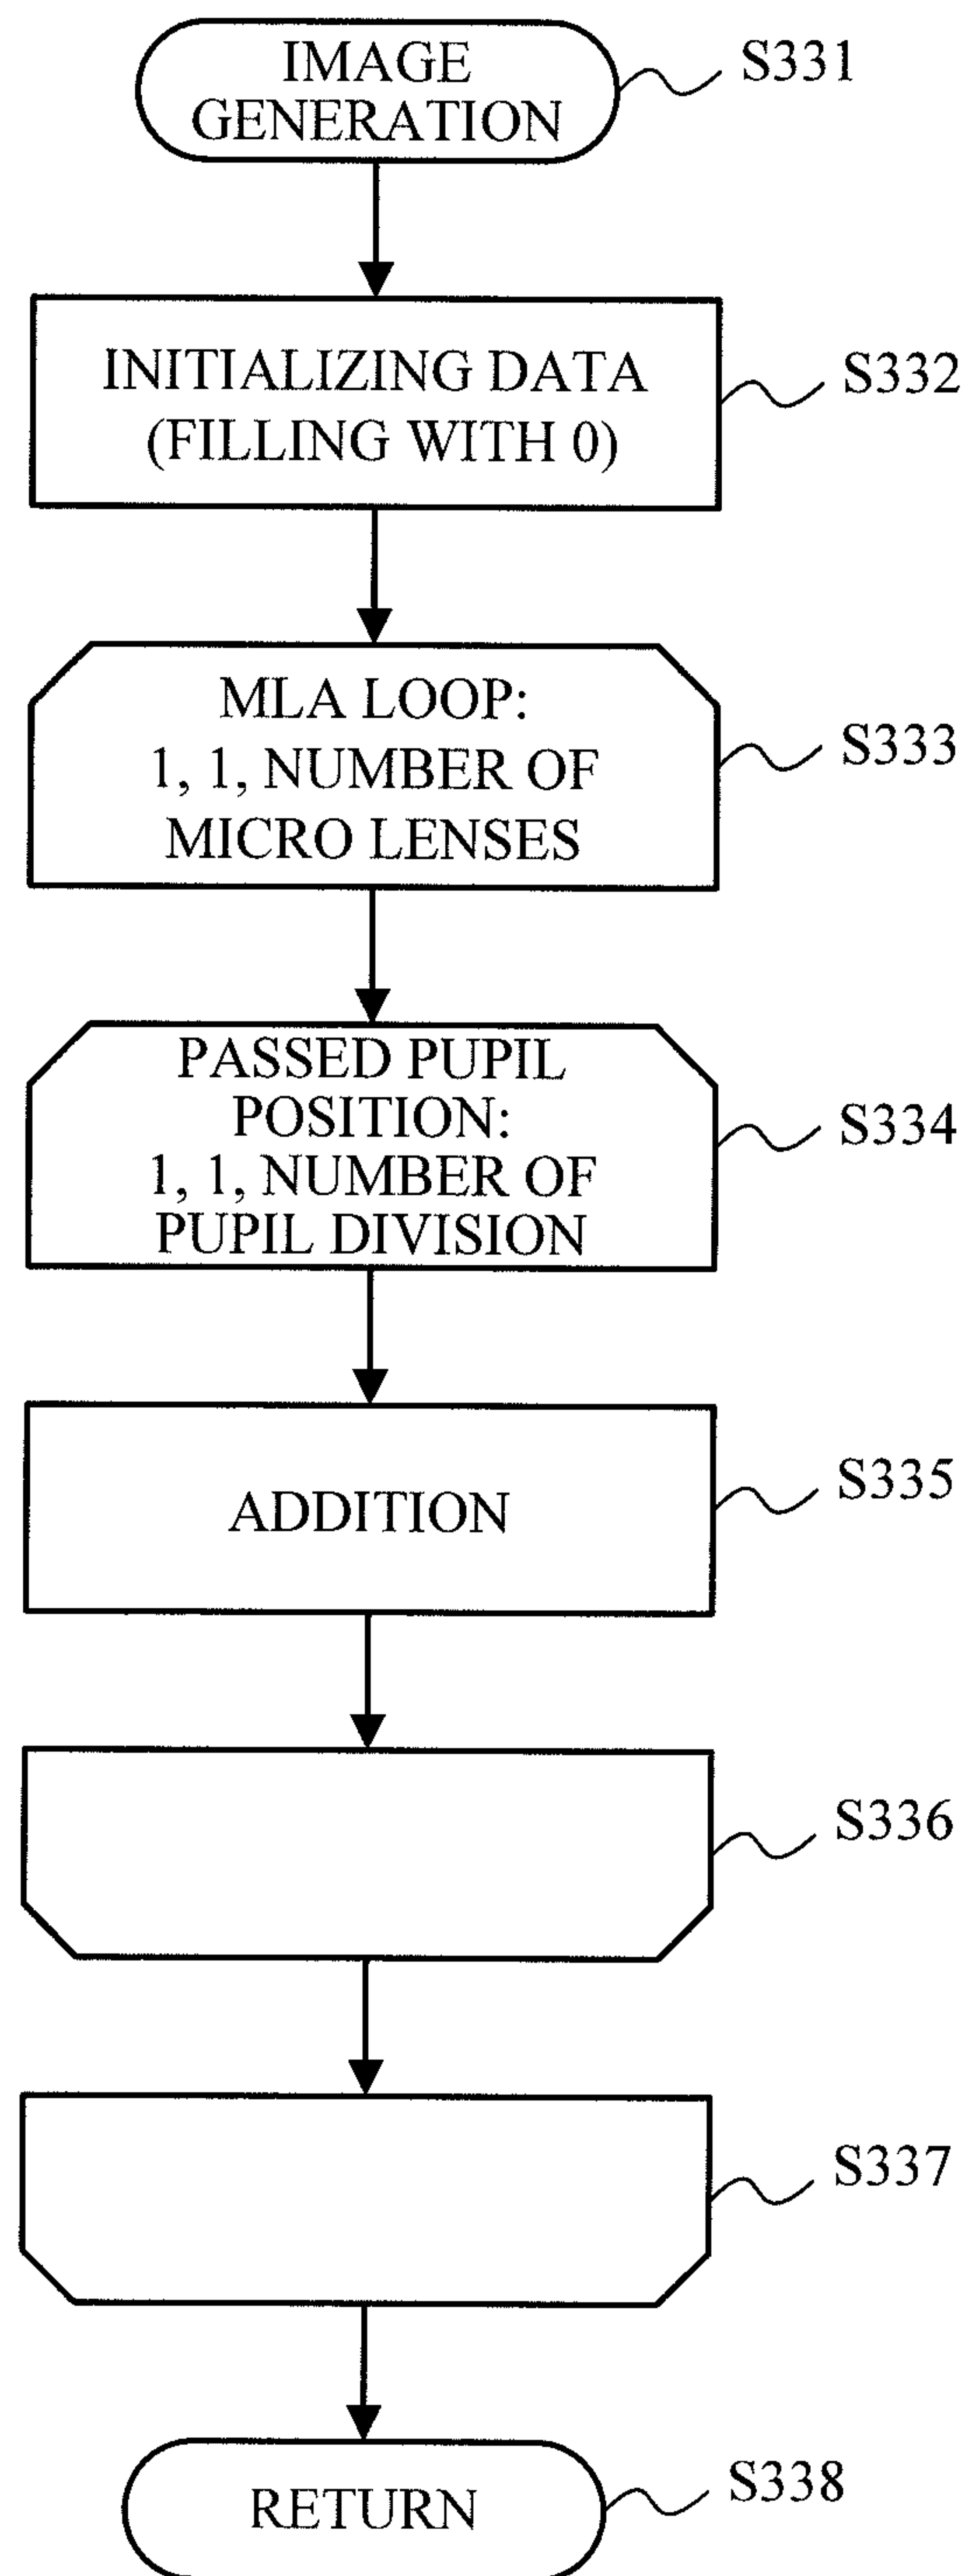 IMAGE
GENERATION
S331
INITIALIZING DATA
(FILLING WITH 0)
S332
MLA LOOP:
1, 1, NUMBER OF
MICRO LENSES
S333
PASSED PUPIL
POSITION:
1, 1, NUMBER OF
PUPIL DIVISION
S334
ADDITION
S335
S336
S337
RETURN
S338